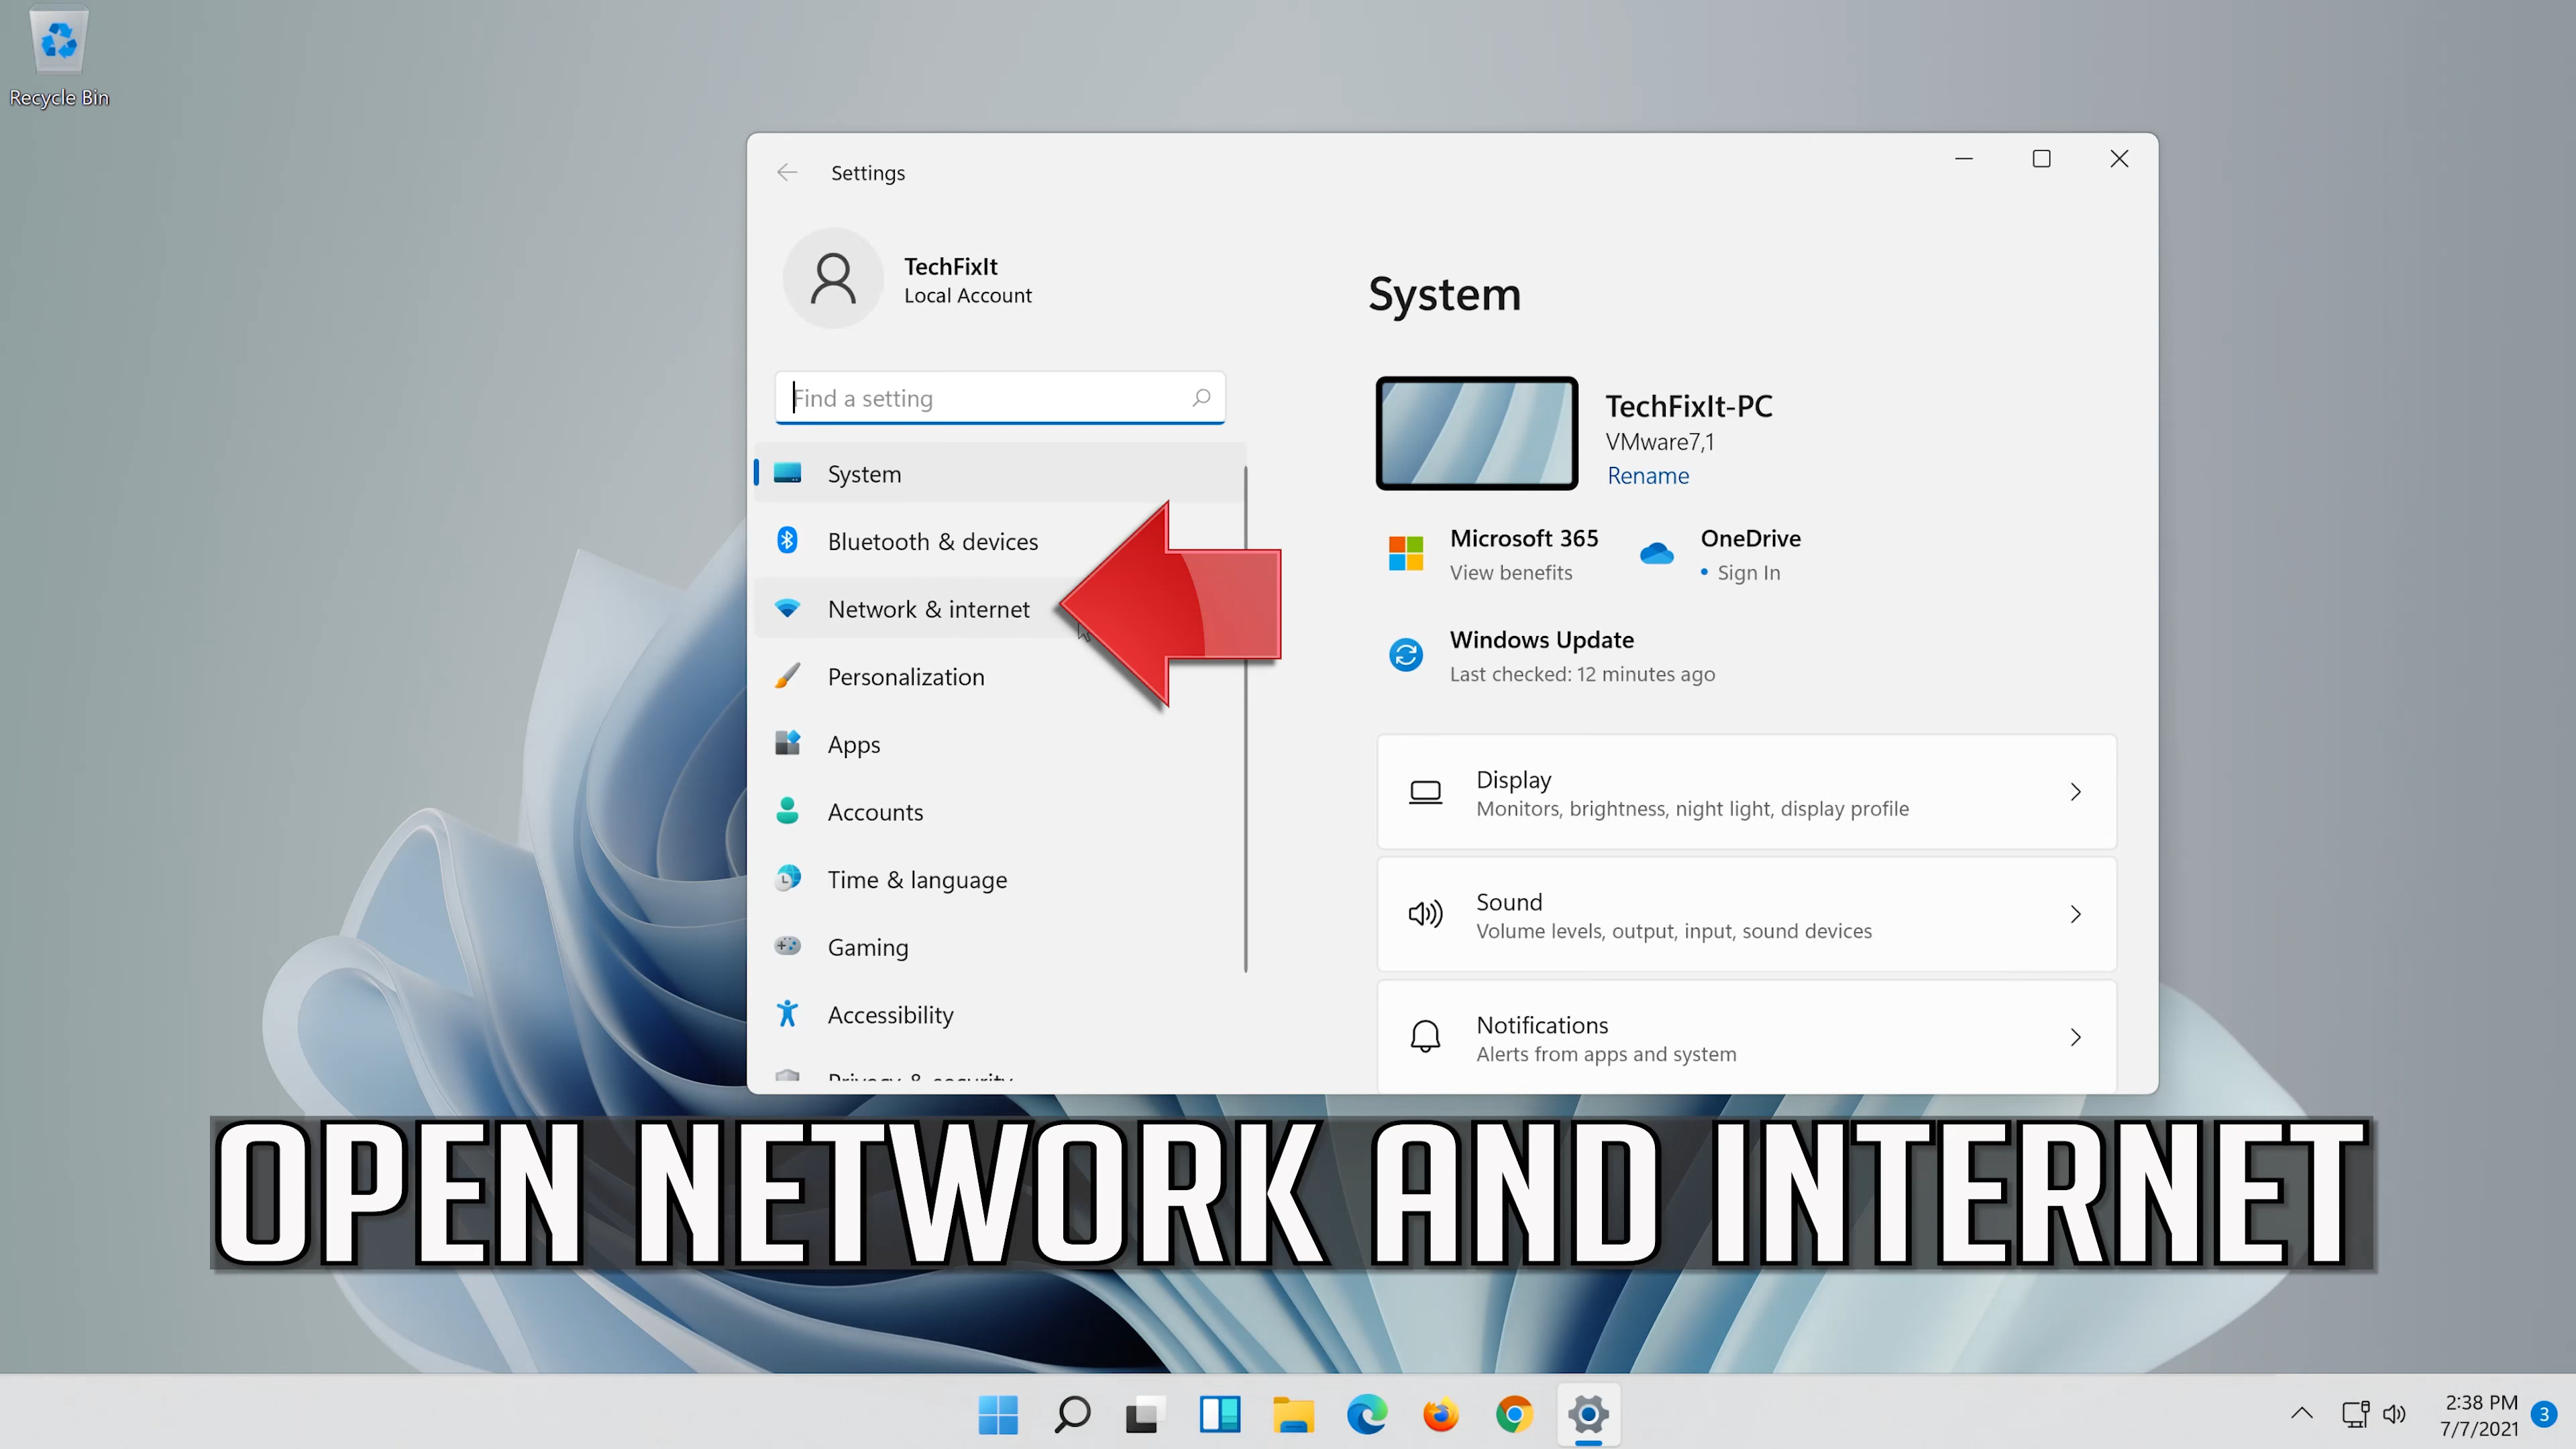 Recycle Bin
Settings
TechFixIt
Local Account
Find a setting
System
Bluetooth & devices
Network & internet
Personalization
Apps
Accounts
Time & language
Gaming
Accessibility
Privacy & security
System
TechFixIt-PC
VMware7,1
Rename
Microsoft 365
View benefits
OneDrive
• Sign In
Windows Update
Last checked: 12 minutes ago
Display
Monitors, brightness, night light, display profile
Sound
Volume levels, output, input, sound devices
Notifications
Alerts from apps and system
OPEN NETWORK AND INTERNET
2:38 PM
7/7/2021
3